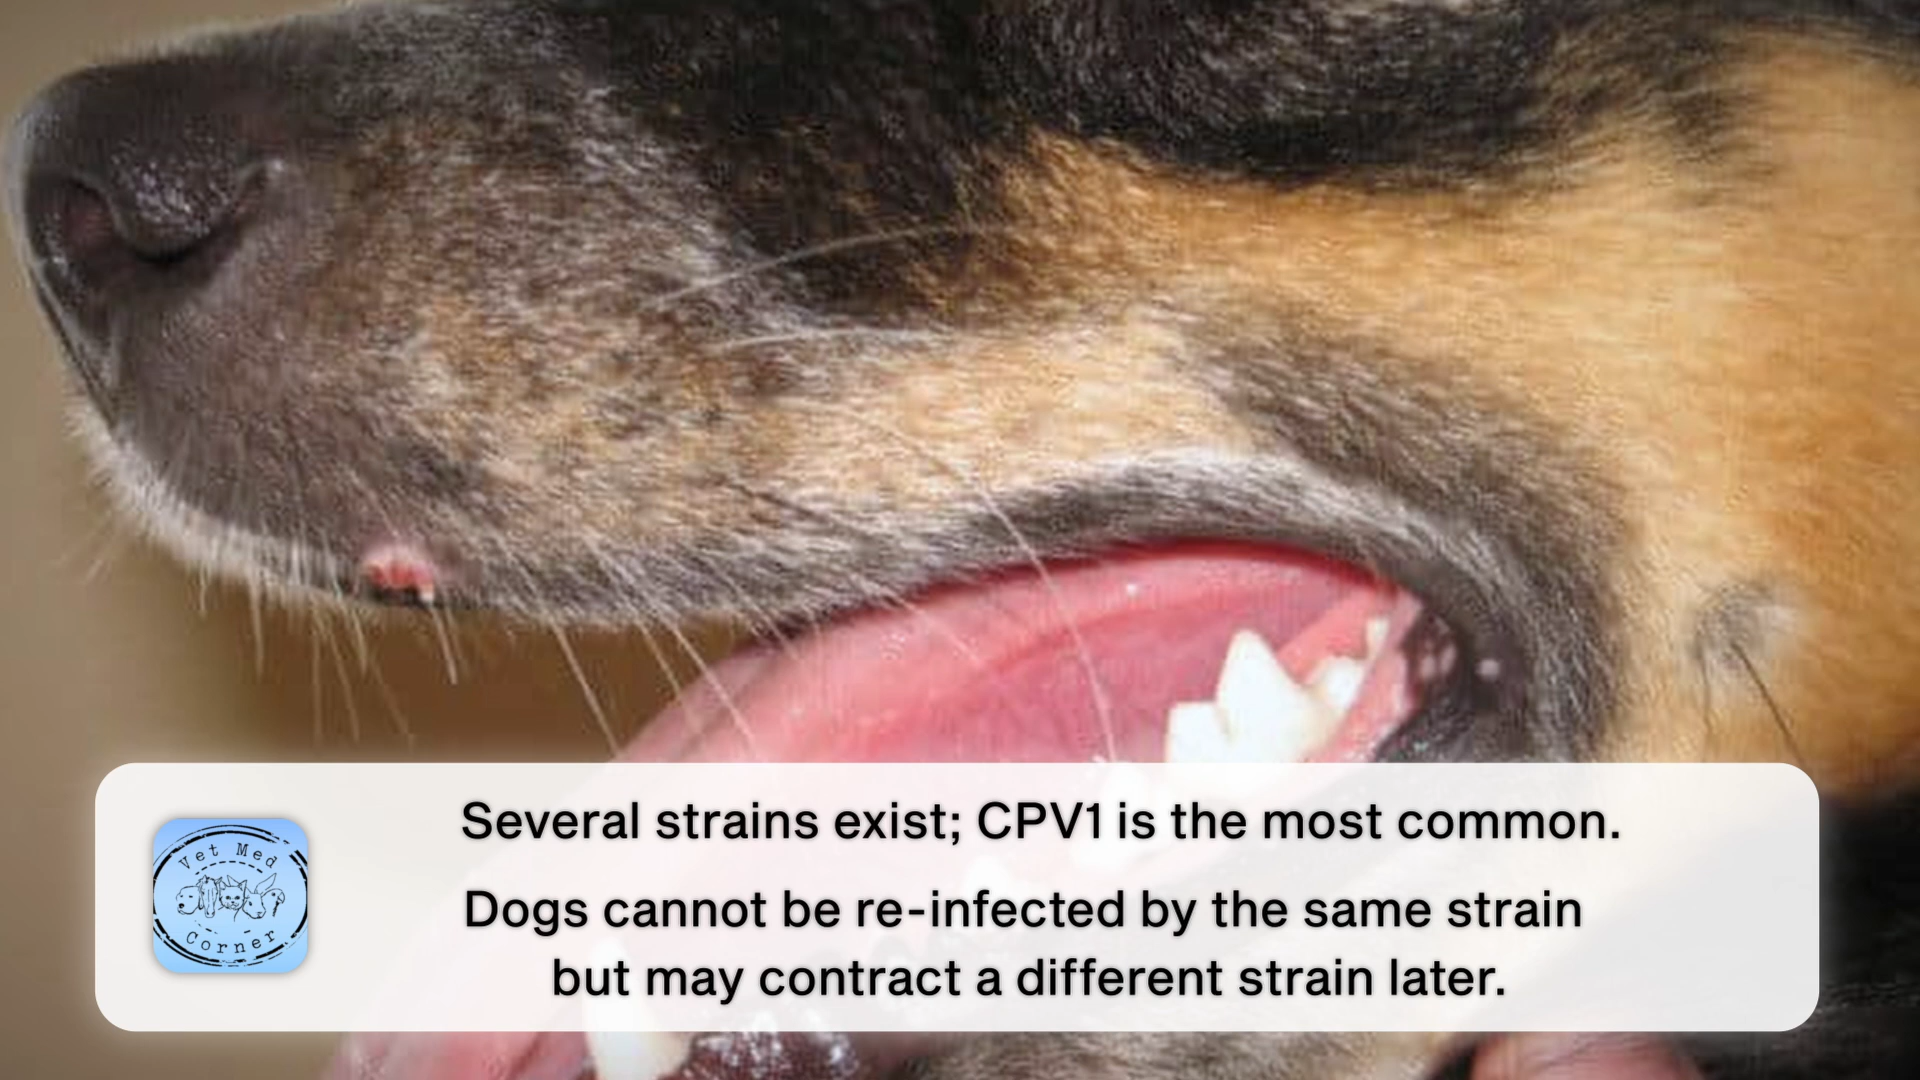 Several strains exist; CPV1 is the most common.
Dogs cannot be re-infected by the same strain
but may contract a different strain later.
Vet Med
Corner